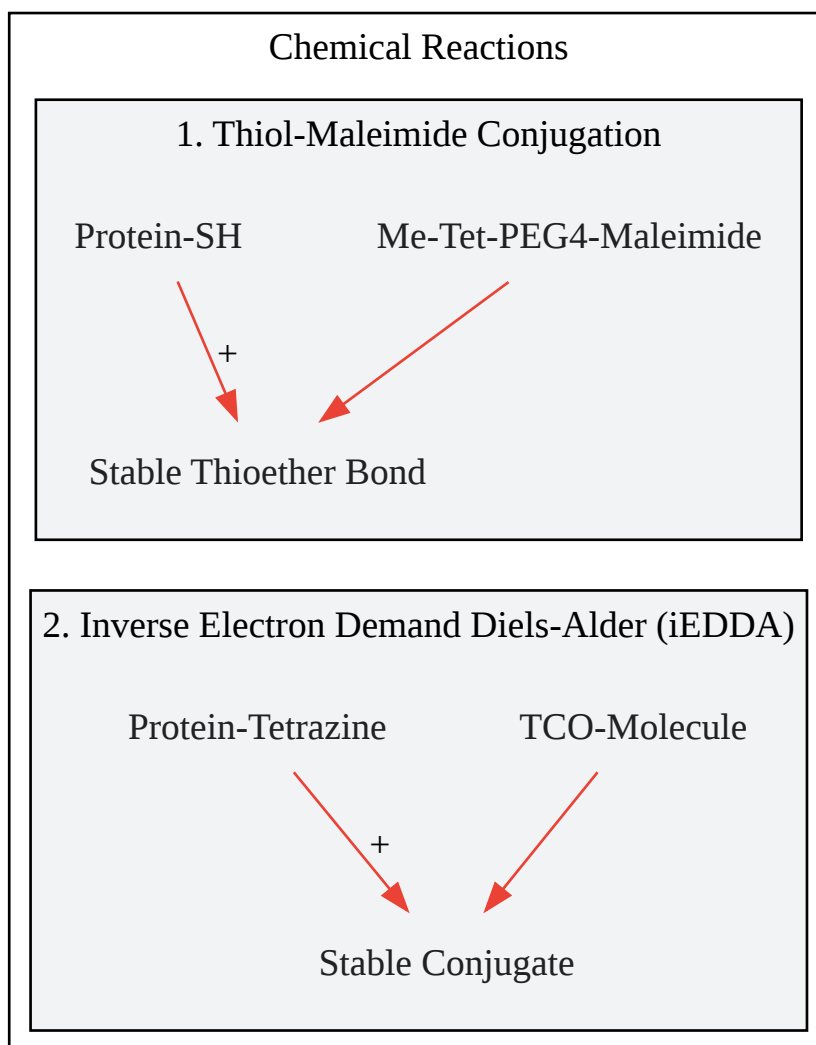 Chemical Reactions
1. Thiol-Maleimide Conjugation
Protein-SH Me-Tet-PEG4-Maleimide
+
Stable Thioether Bond
2. Inverse Electron Demand Diels-Alder (iEDDA)
Protein-Tetrazine TCO-Molecule
+
Stable Conjugate